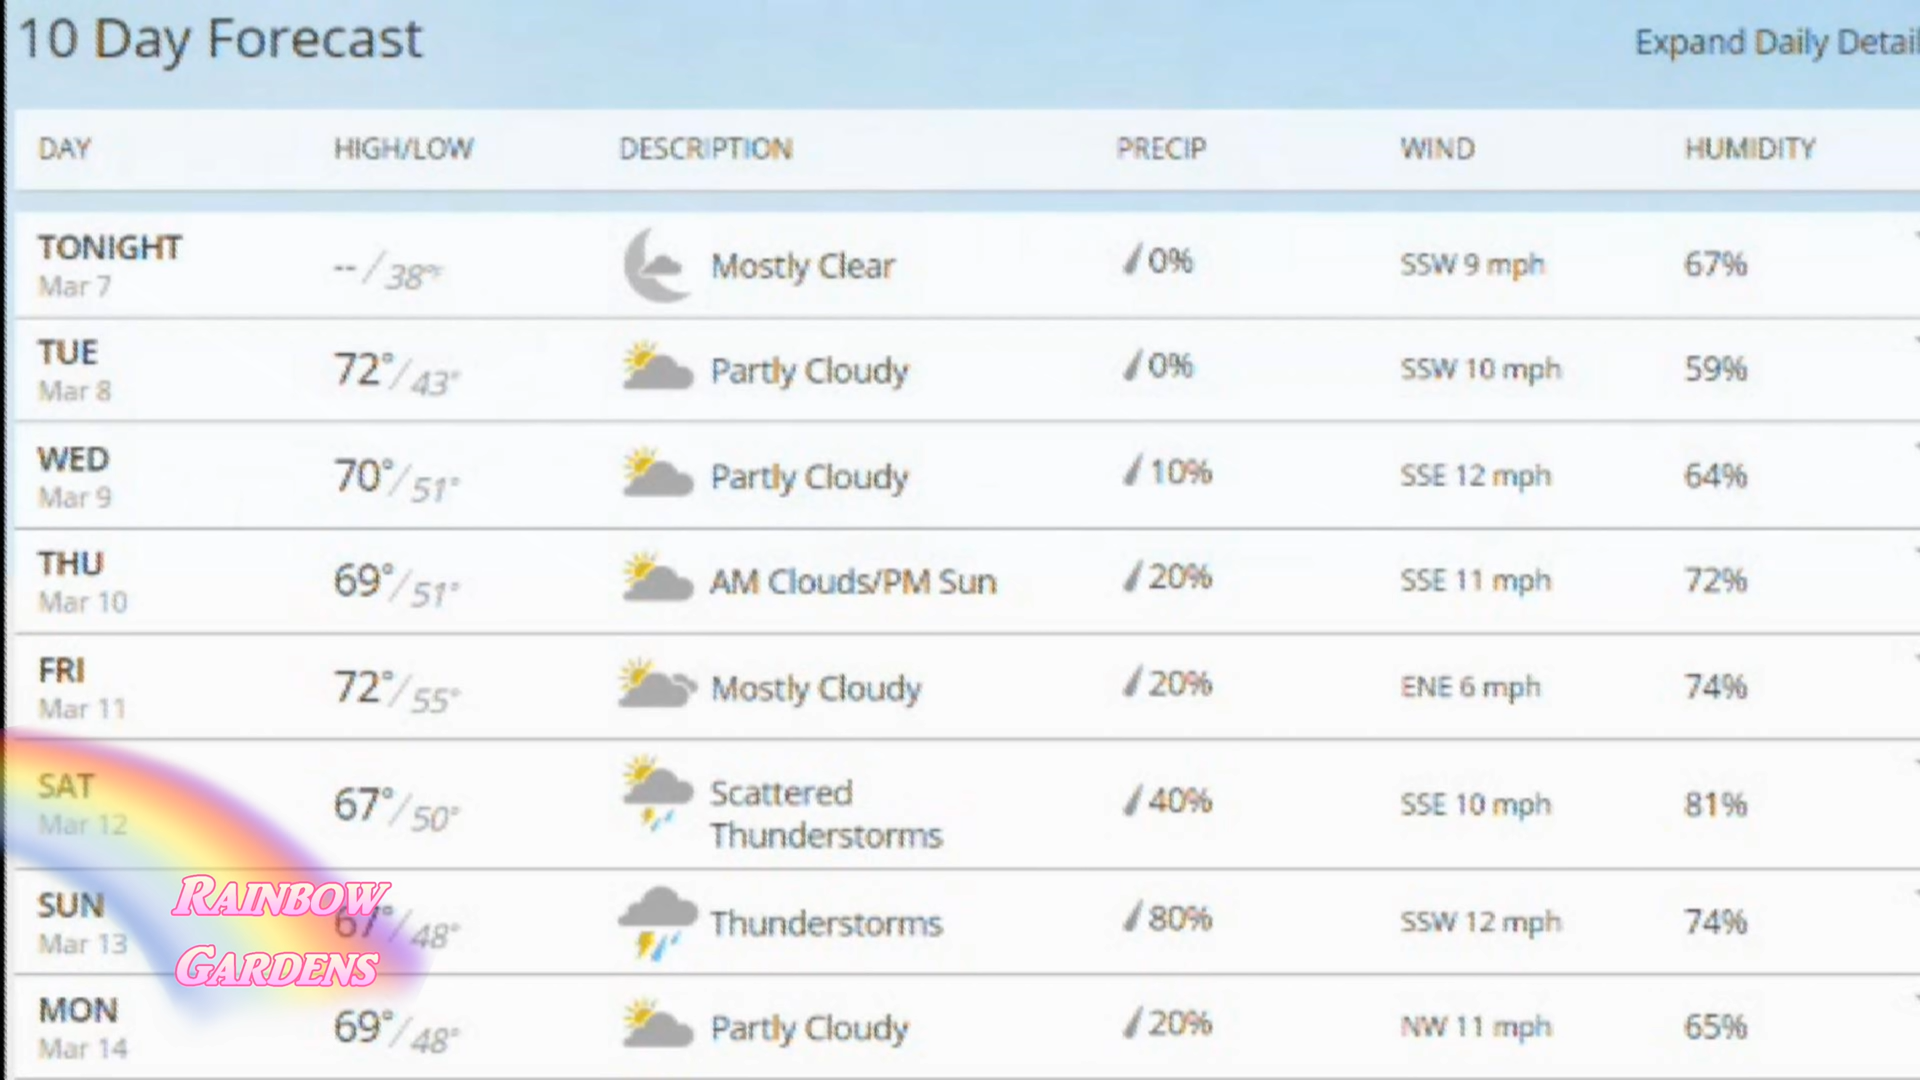 10 Day Forecast Expand Daily Detail
DAY HIGH/LOW DESCRIPTION PRECIP WIND HUMIDITY
TONIGHT
Mar 7
--/38°F Mostly Clear 0% SSW 9 mph 67%
TUE
Mar 8
72°/43° Partly Cloudy 0% SSW 10 mph 59%
WED
Mar 9
70°/51° Partly Cloudy 10% SSE 12 mph 64%
THU
Mar 10
69°/51° AM Clouds/PM Sun 20% SSE 11 mph 72%
FRI
Mar 11
72°/55° Mostly Cloudy 20% ENE 6 mph 74%
SAT
Mar 12
67°/50° Scattered
Thunderstorms 40% SSE 10 mph 81%
SUN
Mar 13
67°/48° Thunderstorms 80% SSW 12 mph 74%
RAINBOW
GARDENS
MON
Mar 14
69°/48° Partly Cloudy 20% NW 11 mph 65%